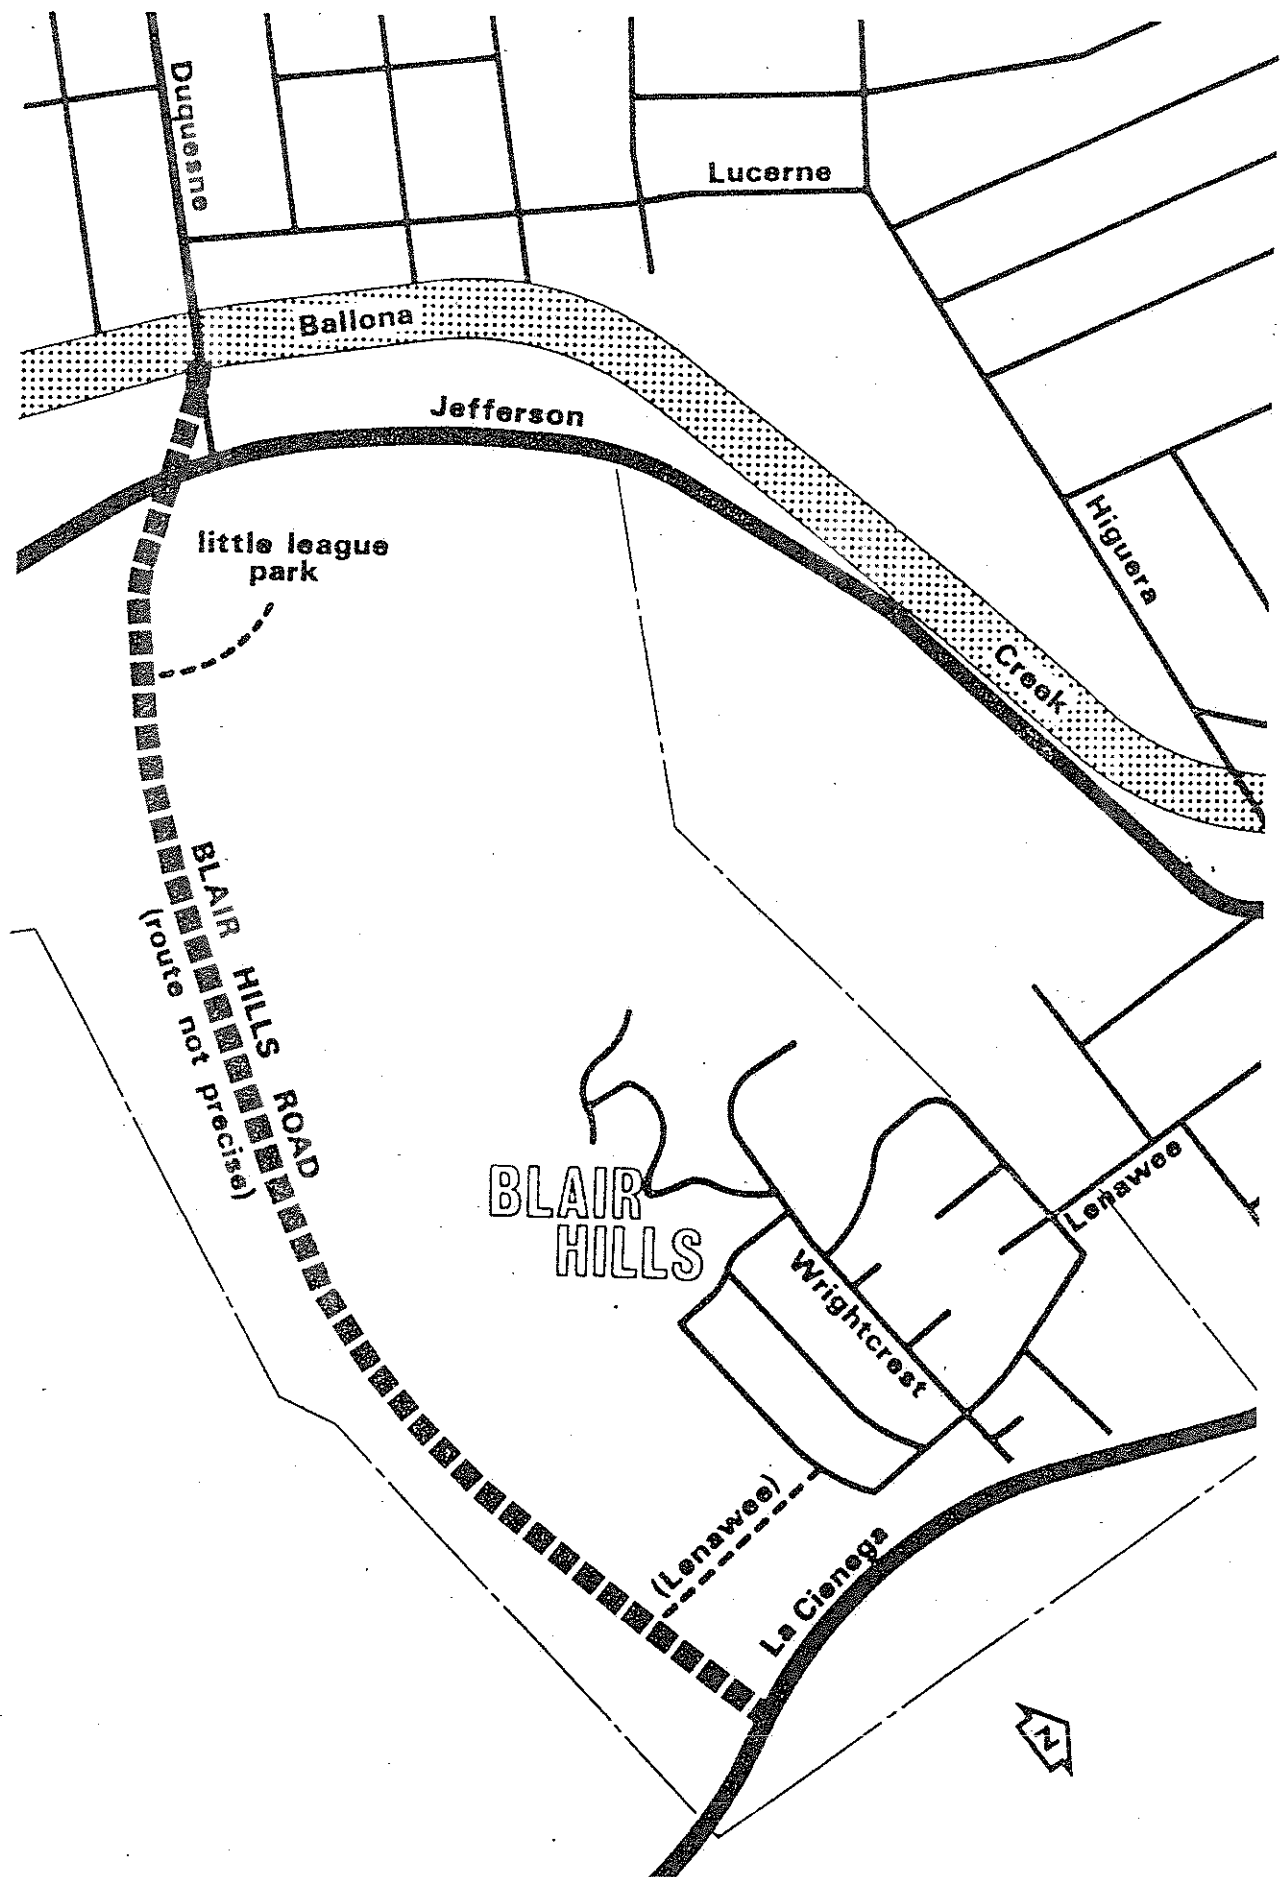 Duquesne
Lucerne
Ballona
Jefferson
little league
park
Higuera
Creek
BLAIR HILLS ROAD
(route not precise)
BLAIR
HILLS
Lenawee
Wrightcrest
(Lenawee)
La Cienega
N